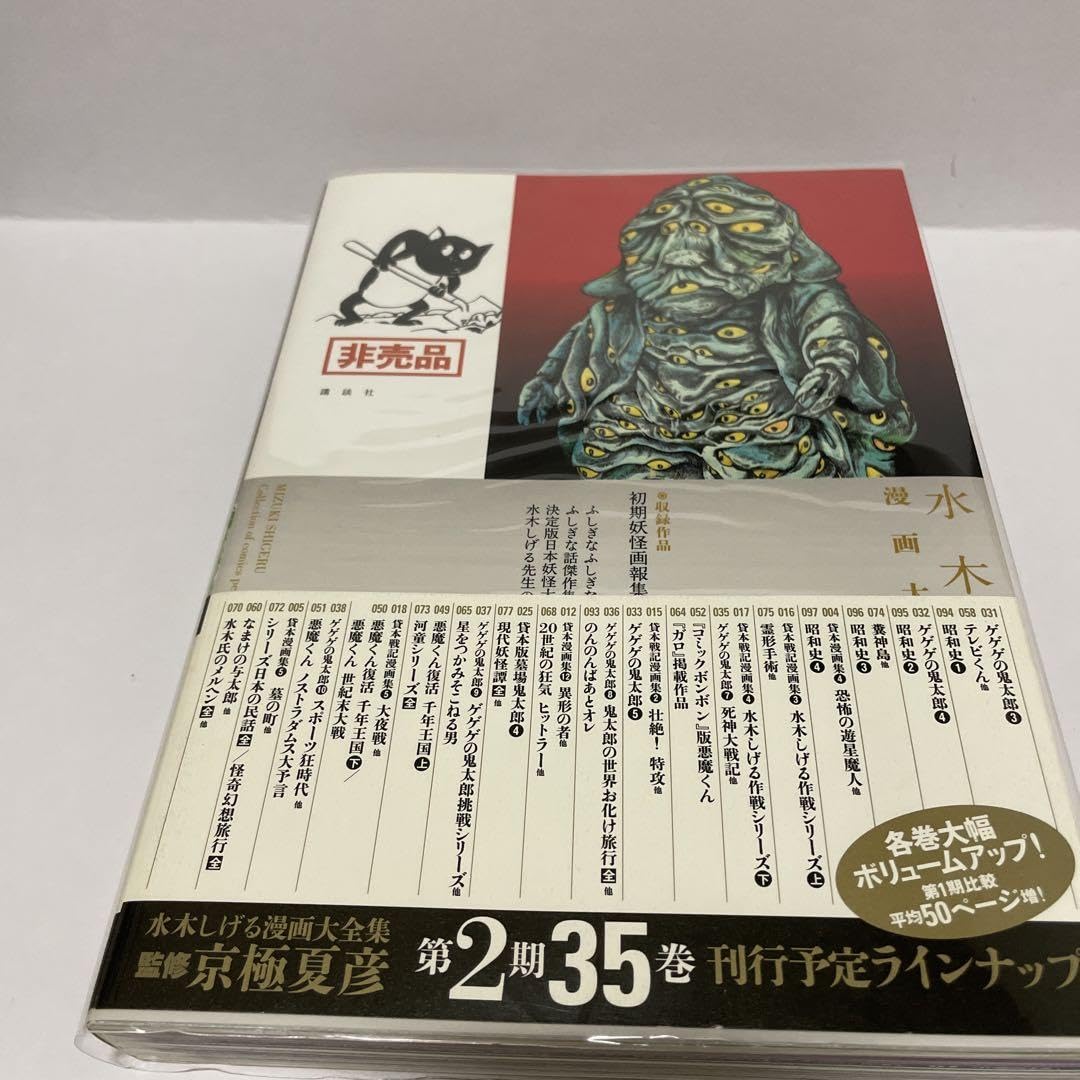 非売品
講談社
水木
漫画大
◎収録作品
初期妖怪画報集
ふしぎなふしぎな
ふしぎな話傑作集
決定版日本妖怪大
水木しげる先生の
MIZUKI SHIGERU
Collection of comics
031 ゲゲゲの鬼太郎❸
058 テレビくん 他
094 昭和史❶
032 ゲゲゲの鬼太郎❹
095 昭和史❷
074 糞神島 他
096 昭和史❸
004 貸本漫画集❹ 恐怖の遊星魔人 他
097 昭和史❹
016 貸本戦記漫画集❸ 水木しげる作戦シリーズ㊤
075 霊形手術 他
017 貸本戦記漫画集❹ 水木しげる作戦シリーズ㊦
035 ゲゲゲの鬼太郎❼ 死神大戦記 他
052 『コミックボンボン』版悪魔くん
064 『ガロ』掲載作品
015 貸本戦記漫画集❷ 壮絶!特攻 他
033 ゲゲゲの鬼太郎❺
036 ゲゲゲの鬼太郎❽ 鬼太郎の世界お化け旅行[全] 他
093 のんのんばあとオレ
012 貸本漫画集⓬ 異形の者 他
068 20世紀の狂気 ヒットラー 他
025 貸本版墓場鬼太郎❹
077 現代妖怪譚[全]
037 ゲゲゲの鬼太郎❾ ゲゲゲの鬼太郎挑戦シリーズ 他
065 星をつかみそこねる男
049 悪魔くん復活 千年王国㊤
073 河童シリーズ[全]
018 貸本戦記漫画集❺ 大夜戦 他
050 悪魔くん復活 千年王国㊦/
悪魔くん 世紀末大戦
038 ゲゲゲの鬼太郎❿ スポーツ狂時代 他
051 悪魔くん ノストラダムス大予言
005 貸本漫画集❺ 墓の町 他
072 シリーズ日本の民話[全]/怪奇幻想旅行[全]
060 なまけの与太郎 他
070 水木氏のメルヘン[全] 他
各巻大幅
ボリュームアップ!
第1期比較
平均50ページ増!
水木しげる漫画大全集
監修 京極夏彦
第2期35巻 刊行予定ラインナップ